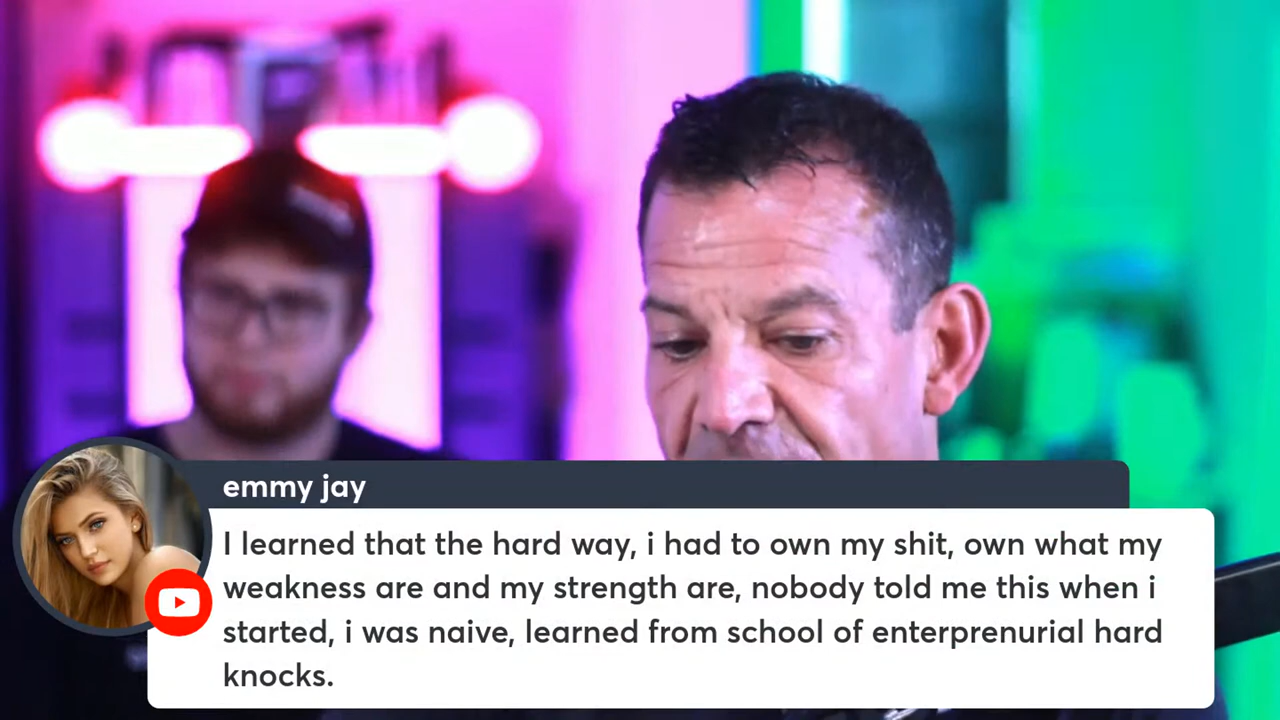 emmy jay
I learned that the hard way, i had to own my shit, own what my
weakness are and my strength are, nobody told me this when i
started, i was naive, learned from school of enterprenurial hard
knocks.